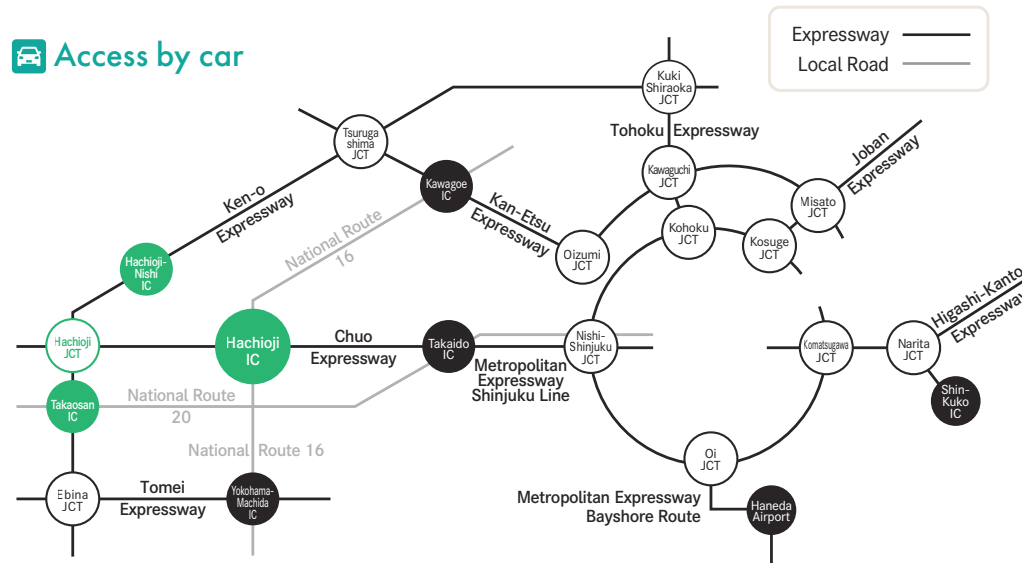 Access by car
Expressway
Local Road
Kuki
Shiraoka
JCT
Tsuruga
shima
JCT
Tohoku Expressway
Joban
Expressway
Kawaguchi
JCT
Kawagoe
IC
Ken-o
Expressway
Kan-Etsu
Expressway
Misato
JCT
National Route
16
Kohoku
JCT
Kosuge
JCT
Oizumi
JCT
Hachioji-
Nishi
IC
Higashi-Kanto
Expressway
Hachioji
JCT
Hachioji
IC
Chuo
Expressway
Takaido
IC
Nishi-
Shinjuku
JCT
Komatsugawa
JCT
Narita
JCT
Metropolitan
Expressway
Shinjuku Line
Shin-
Kuko
IC
Takaosan
IC
National Route
20
National Route 16
Oi
JCT
Ebina
JCT
Tomei
Expressway
Yokohama-
Machida
IC
Metropolitan Expressway
Bayshore Route
Haneda
Airport